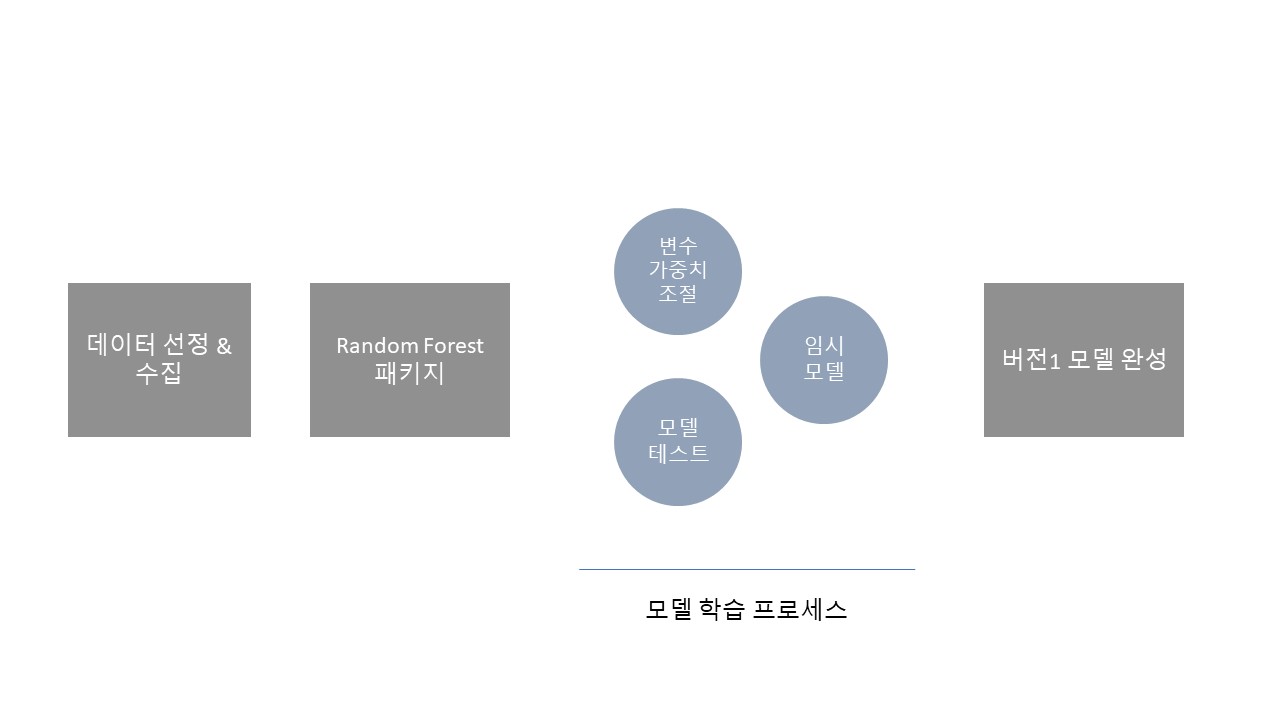 데이터 선정 &
수집
Random Forest
패키지
변수
가중치
조절
임시
모델
모델
테스트
버전1 모델 완성
모델 학습 프로세스